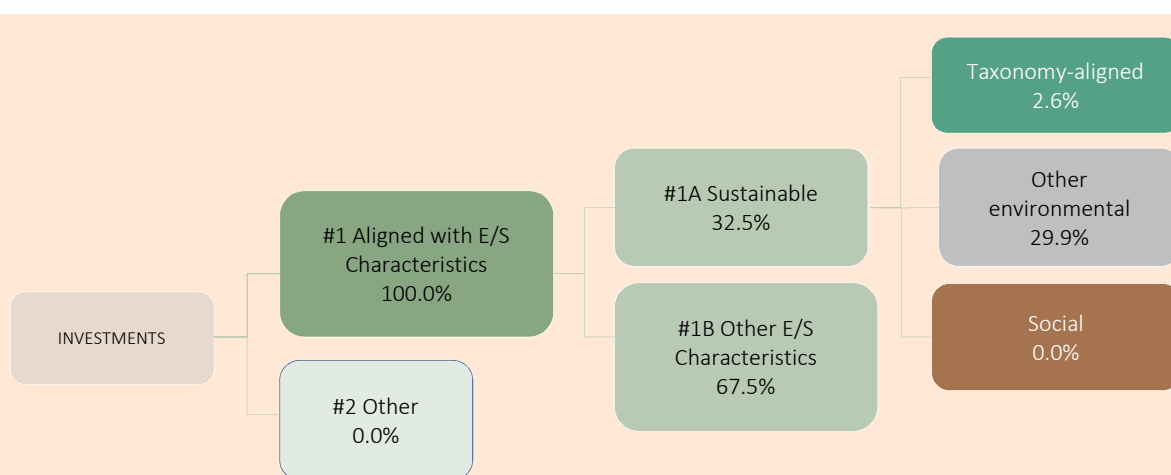 INVESTMENTS
#1 Aligned with E/S
Characteristics
100.0%
#2 Other
0.0%
#1A Sustainable
32.5%
#1B Other E/S
Characteristics
67.5%
Taxonomy-aligned
2.6%
Other
environmental
29.9%
Social
0.0%